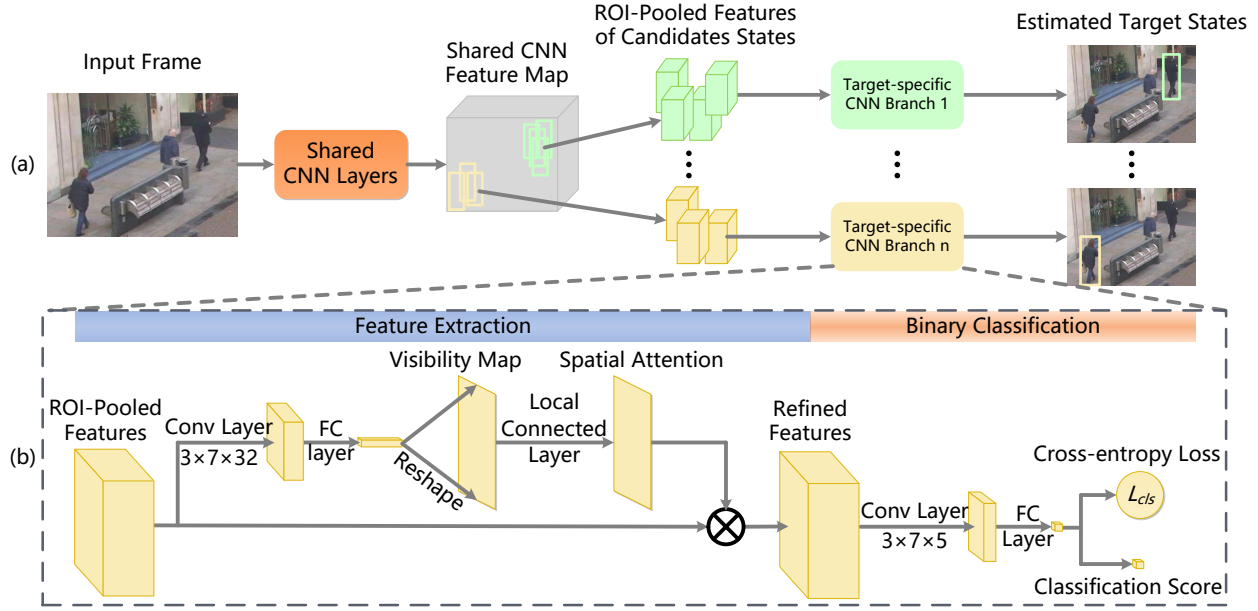 (a)
Input Frame
Shared
CNN Layers
Shared CNN
Feature Map
ROI-Pooled Features
of Candidates States
Target-specific
CNN Branch 1
Target-specific
CNN Branch n
Estimated Target States
(b)
Feature Extraction
Binary Classification
ROI-Pooled
Features
Conv Layer
3×7×32
FC
layer
Reshape
Visibility Map
Local
Connected
Layer
Spatial Attention
Refined
Features
Conv Layer
3×7×5
FC
Layer
Cross-entropy Loss
Lcls
Classification Score